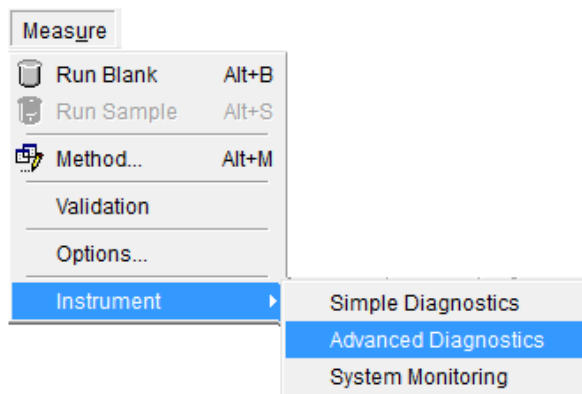 Measure
Run Blank Alt+B
Run Sample Alt+S
Method... Alt+M
Validation
Options...
Instrument
Simple Diagnostics
Advanced Diagnostics
System Monitoring